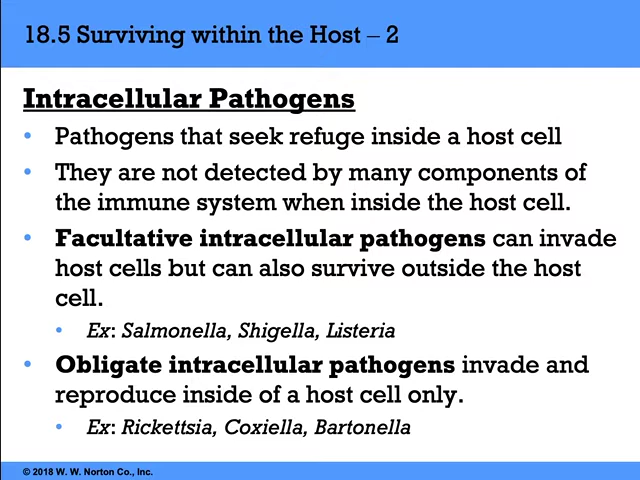 18.5 Surviving within the Host – 2
Intracellular Pathogens
• Pathogens that seek refuge inside a host cell
• They are not detected by many components of
the immune system when inside the host cell.
• Facultative intracellular pathogens can invade
host cells but can also survive outside the host
cell.
• Ex: Salmonella, Shigella, Listeria
• Obligate intracellular pathogens invade and
reproduce inside of a host cell only.
• Ex: Rickettsia, Coxiella, Bartonella
© 2018 W. W. Norton Co., Inc.